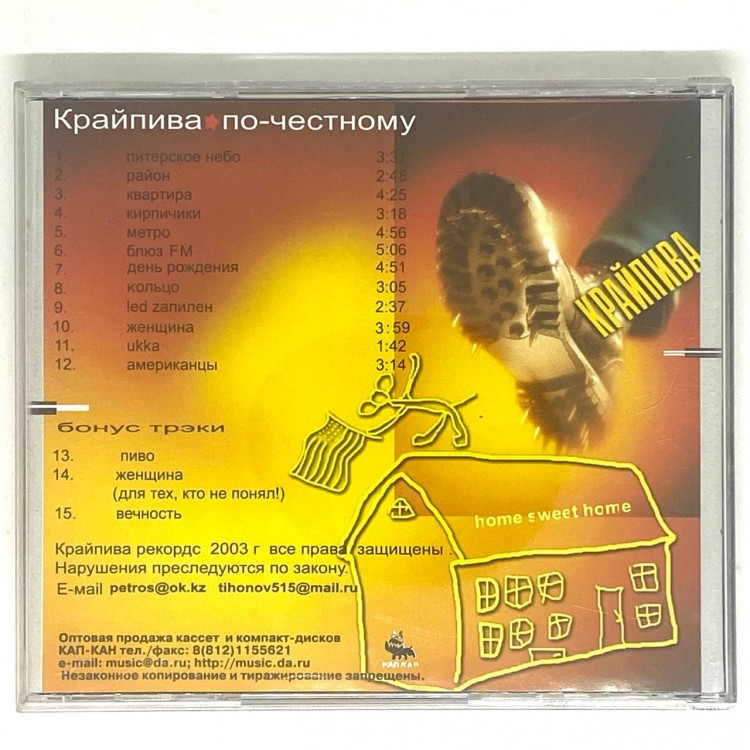 Крайпива★по-честному
1. питерское небо 3:31
2. район 2:48
3. квартира 4:25
4. кирпичики 3:18
5. метро 4:56
6. блюз FM 5:06
7. день рождения 4:51
8. кольцо 3:05
9. led zапилен 2:37
10. женщина 3:59
11. ukka 1:42
12. американцы 3:14
КРАЙПИВА
бонус трэки
13. пиво
14. женщина
(для тех, кто не понял!)
15. вечность
home sweet home
Крайпива рекордс 2003 г все права защищены.
Нарушения преследуются по закону.
E-mail petros@ok.kz tihonov515@mail.ru
Оптовая продажа кассет и компакт-дисков
КАП-КАН тел./факс: 8(812)1155621
e-mail: music@da.ru; http://music.da.ru
Незаконное копирование и тиражирование запрещены.
КАПКАН